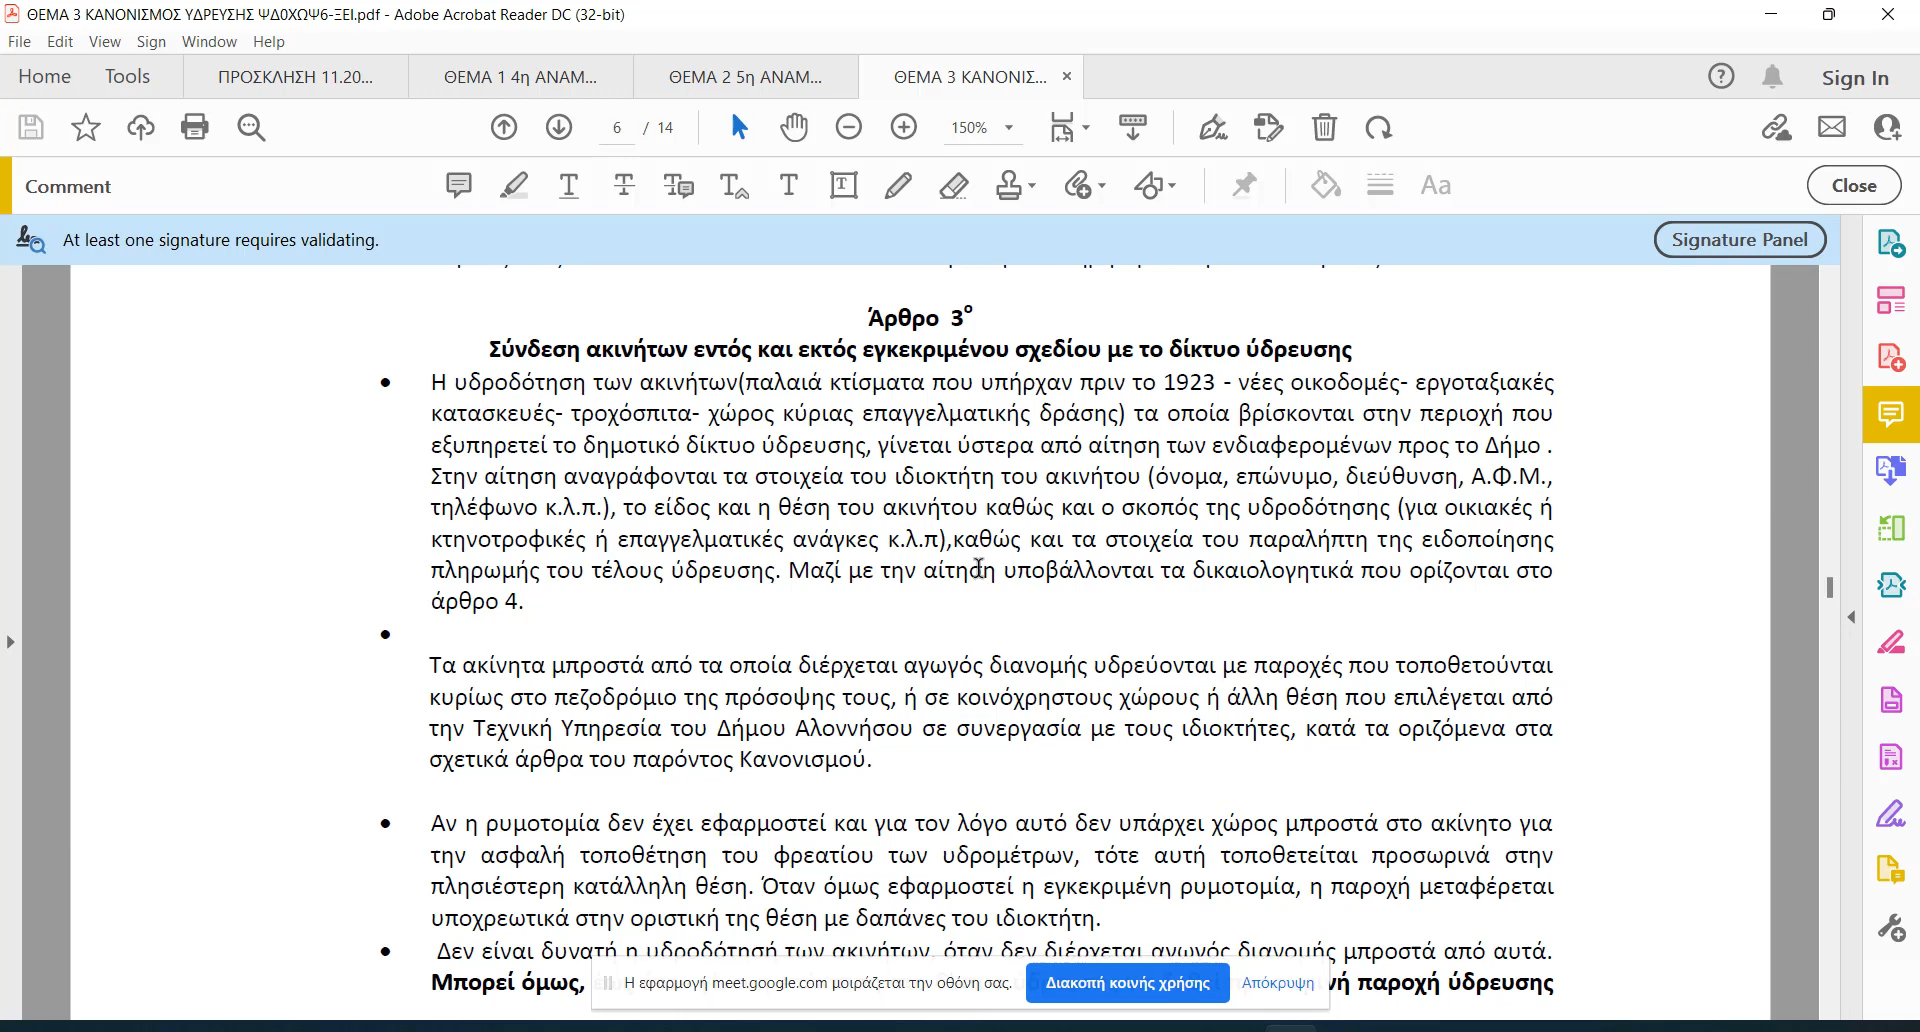 ΘΕΜΑ 3 ΚΑΝΟΝΙΣΜΟΣ ΥΔΡΕΥΣΗΣ ΨΔ0ΧΩΨ6-ΞΕΙ.pdf - Adobe Acrobat Reader DC (32-bit)
File Edit View Sign Window Help
Home Tools ΠΡΟΣΚΛΗΣΗ 11.20... ΘΕΜΑ 1 4η ΑΝΑΜ... ΘΕΜΑ 2 5η ΑΝΑΜ... ΘΕΜΑ 3 ΚΑΝΟΝΙΣ... × Sign In
6 / 14 150%
Comment Close
At least one signature requires validating. Signature Panel
Άρθρο 3ο
Σύνδεση ακινήτων εντός και εκτός εγκεκριμένου σχεδίου με το δίκτυο ύδρευσης
• Η υδροδότηση των ακινήτων(παλαιά κτίσματα που υπήρχαν πριν το 1923 - νέες οικοδομές- εργοταξιακές
κατασκευές- τροχόσπιτα- χώρος κύριας επαγγελματικής δράσης) τα οποία βρίσκονται στην περιοχή που
εξυπηρετεί το δημοτικό δίκτυο ύδρευσης, γίνεται ύστερα από αίτηση των ενδιαφερομένων προς το Δήμο .
Στην αίτηση αναγράφονται τα στοιχεία του ιδιοκτήτη του ακινήτου (όνομα, επώνυμο, διεύθυνση, Α.Φ.Μ.,
τηλέφωνο κ.λ.π.), το είδος και η θέση του ακινήτου καθώς και ο σκοπός της υδροδότησης (για οικιακές ή
κτηνοτροφικές ή επαγγελματικές ανάγκες κ.λ.π),καθώς και τα στοιχεία του παραλήπτη της ειδοποίησης
πληρωμής του τέλους ύδρευσης. Μαζί με την αίτηση υποβάλλονται τα δικαιολογητικά που ορίζονται στο
άρθρο 4.
•
Τα ακίνητα μπροστά από τα οποία διέρχεται αγωγός διανομής υδρεύονται με παροχές που τοποθετούνται
κυρίως στο πεζοδρόμιο της πρόσοψης τους, ή σε κοινόχρηστους χώρους ή άλλη θέση που επιλέγεται από
την Τεχνική Υπηρεσία του Δήμου Αλοννήσου σε συνεργασία με τους ιδιοκτήτες, κατά τα οριζόμενα στα
σχετικά άρθρα του παρόντος Κανονισμού.
• Αν η ρυμοτομία δεν έχει εφαρμοστεί και για τον λόγο αυτό δεν υπάρχει χώρος μπροστά στο ακίνητο για
την ασφαλή τοποθέτηση του φρεατίου των υδρομέτρων, τότε αυτή τοποθετείται προσωρινά στην
πλησιέστερη κατάλληλη θέση. Όταν όμως εφαρμοστεί η εγκεκριμένη ρυμοτομία, η παροχή μεταφέρεται
υποχρεωτικά στην οριστική της θέση με δαπάνες του ιδιοκτήτη.
• Δεν είναι δυνατή η υδροδότησή των ακινήτων, όταν δεν διέρχεται αγωγός διανομής μπροστά από αυτά.
Μπορεί όμως, παροχή ύδρευσης
Η εφαρμογή meet.google.com μοιράζεται την οθόνη σας. Διακοπή κοινής χρήσης Απόκρυψη